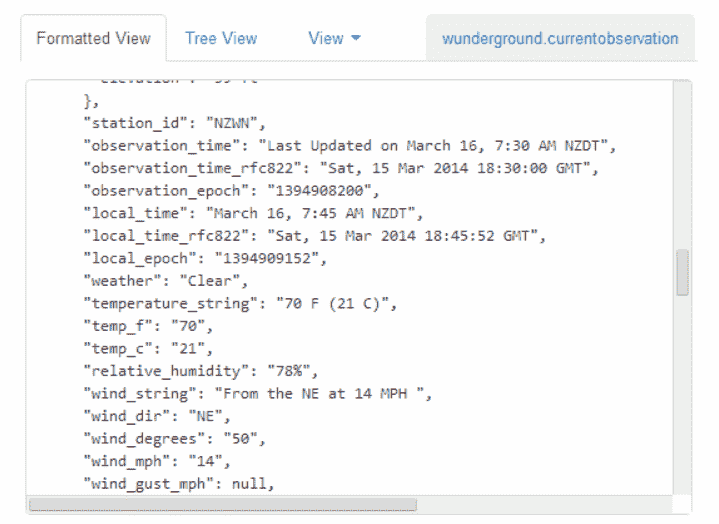 Formatted View
Tree View
View
wunderground.currentobservation
},
"station_id": "NZWN",
"observation_time": "Last Updated on March 16, 7:30 AM NZDT",
"observation_time_rfc822": "Sat, 15 Mar 2014 18:30:00 GMT",
"observation_epoch": "1394908200",
"local_time": "March 16, 7:45 AM NZDT",
"local_time_rfc822": "Sat, 15 Mar 2014 18:45:52 GMT",
"local_epoch": "1394909152",
"weather": "Clear",
"temperature_string": "70 F (21 C)",
"temp_f": "70",
"temp_c": "21",
"relative_humidity": "78%",
"wind_string": "From the NE at 14 MPH ",
"wind_dir": "NE",
"wind_degrees": "50",
"wind_mph": "14",
"wind_gust_mph": null,